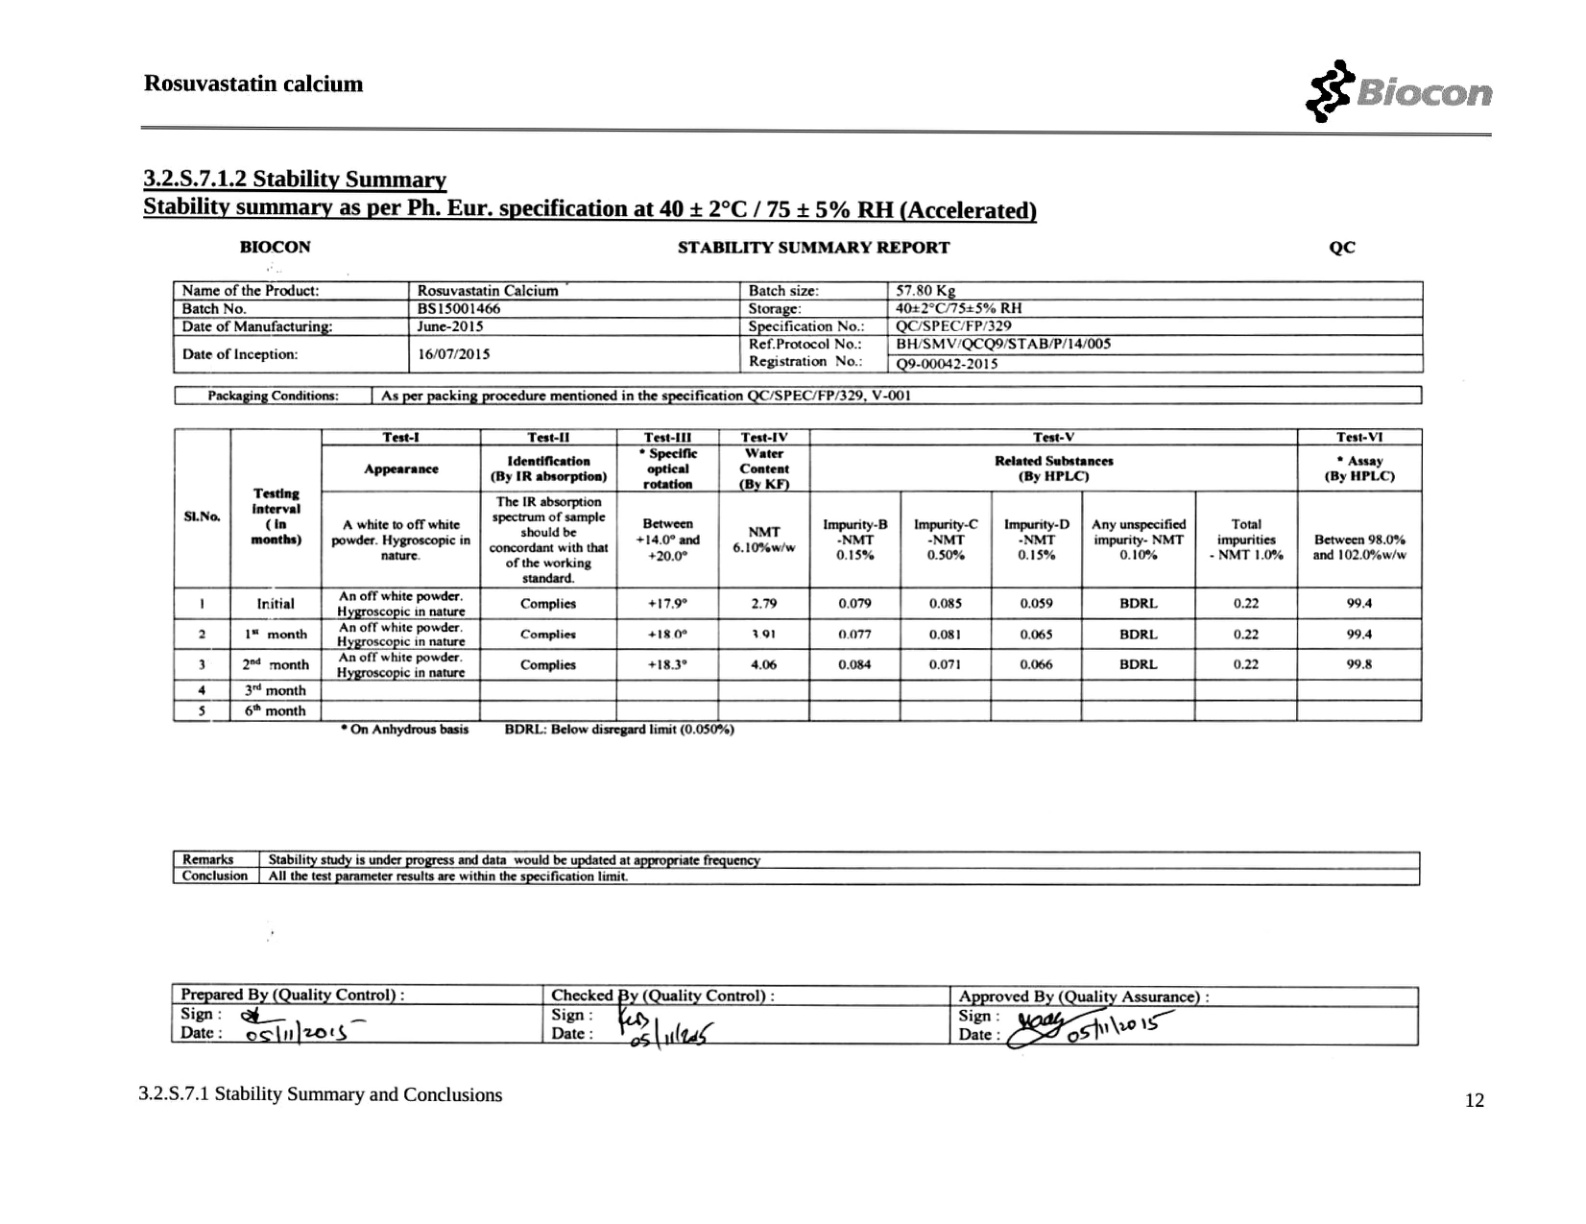 Rosuvastatin calcium
Biocon
3.2.S.7.1.2 Stability Summary
Stability summary as per Ph. Eur. specification at 40 ± 2°C / 75 ± 5% RH (Accelerated)
BIOCON STABILITY SUMMARY REPORT QC
Name of the Product: Rosuvastatin Calcium Batch size: 57.80 Kg
Batch No. BS15001466 Storage: 40±2°C/75±5% RH
Date of Manufacturing: June-2015 Specification No.: QC/SPEC/FP/329
Date of Inception: 16/07/2015 Ref.Protocol No.: BH/SMV/QCQ9/STAB/P/14/005
Registration No.: Q9-00042-2015
Packaging Conditions: As per packing procedure mentioned in the specification QC/SPEC/FP/329, V-001
Sl.No.
Testing
interval
( in
months)
Test-I Test-II Test-III Test-IV Test-V Test-VI
Appearance
Identification
(By IR absorption)
* Specific
optical
rotation
Water
Content
(By KF)
Related Substances
(By HPLC)
* Assay
(By HPLC)
A white to off white
powder. Hygroscopic in
nature.
The IR absorption
spectrum of sample
should be
concordant with that
of the working
standard.
Between
+14.0° and
+20.0°
NMT
6.10%w/w
Impurity-B
-NMT
0.15%
Impurity-C
-NMT
0.50%
Impurity-D
-NMT
0.15%
Any unspecified
impurity- NMT
0.10%
Total
impurities
- NMT 1.0%
Between 98.0%
and 102.0%w/w
1 Initial An off white powder.
Hygroscopic in nature Complies +17.9° 2.79 0.079 0.085 0.059 BDRL 0.22 99.4
2 1st month An off white powder.
Hygroscopic in nature Complies +18.0° 3.91 0.077 0.081 0.065 BDRL 0.22 99.4
3 2nd month An off white powder.
Hygroscopic in nature Complies +18.3° 4.06 0.084 0.071 0.066 BDRL 0.22 99.8
4 3rd month
5 6th month
* On Anhydrous basis BDRL: Below disregard limit (0.050%)
Remarks Stability study is under progress and data would be updated at appropriate frequency
Conclusion All the test parameter results are within the specification limit.
Prepared By (Quality Control) : Checked By (Quality Control) : Approved By (Quality Assurance) :
Sign : Sign : Sign :
Date : 05/11/2015 Date : 05/11/2015 Date : 05/11/2015
3.2.S.7.1 Stability Summary and Conclusions
12